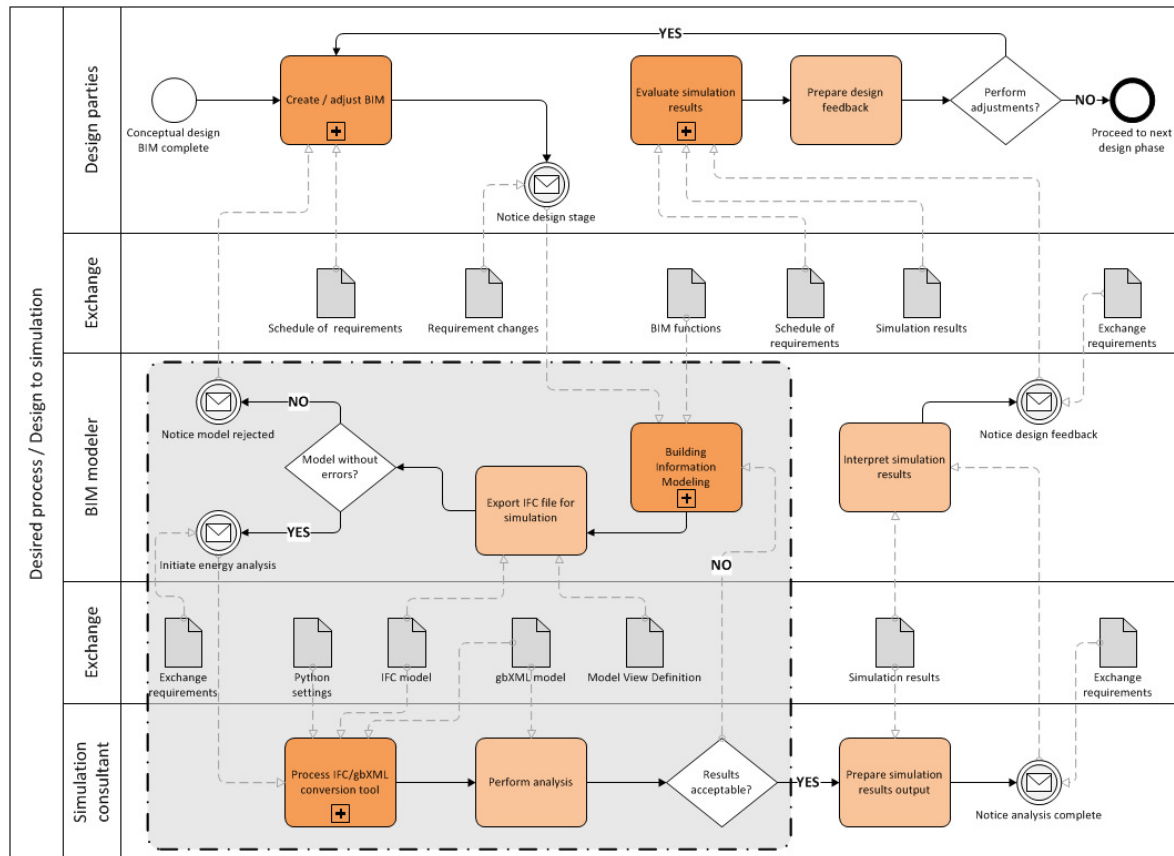 Desired process / Design to simulation
Design parties
YES
Create / adjust BIM
Evaluate simulation
results
Prepare design
feedback
Perform
adjustments?
NO
Conceptual design
BIM complete
Proceed to next
design phase
Notice design stage
Exchange
Schedule of requirements
Requirement changes
BIM functions
Schedule of
requirements
Simulation results
Exchange
requirements
BIM modeler
NO
Notice model rejected
Model without
errors?
Export IFC file for
simulation
Building
Information
Modeling
Interpret simulation
results
Notice design feedback
YES
Initiate energy analysis
NO
Exchange
Exchange
requirements
Python
settings
IFC model
gbXML model
Model View Definition
Simulation results
Exchange
requirements
Simulation
consultant
Process IFC/gbXML
conversion tool
Perform analysis
Results
acceptable?
YES
Prepare simulation
results output
Notice analysis complete